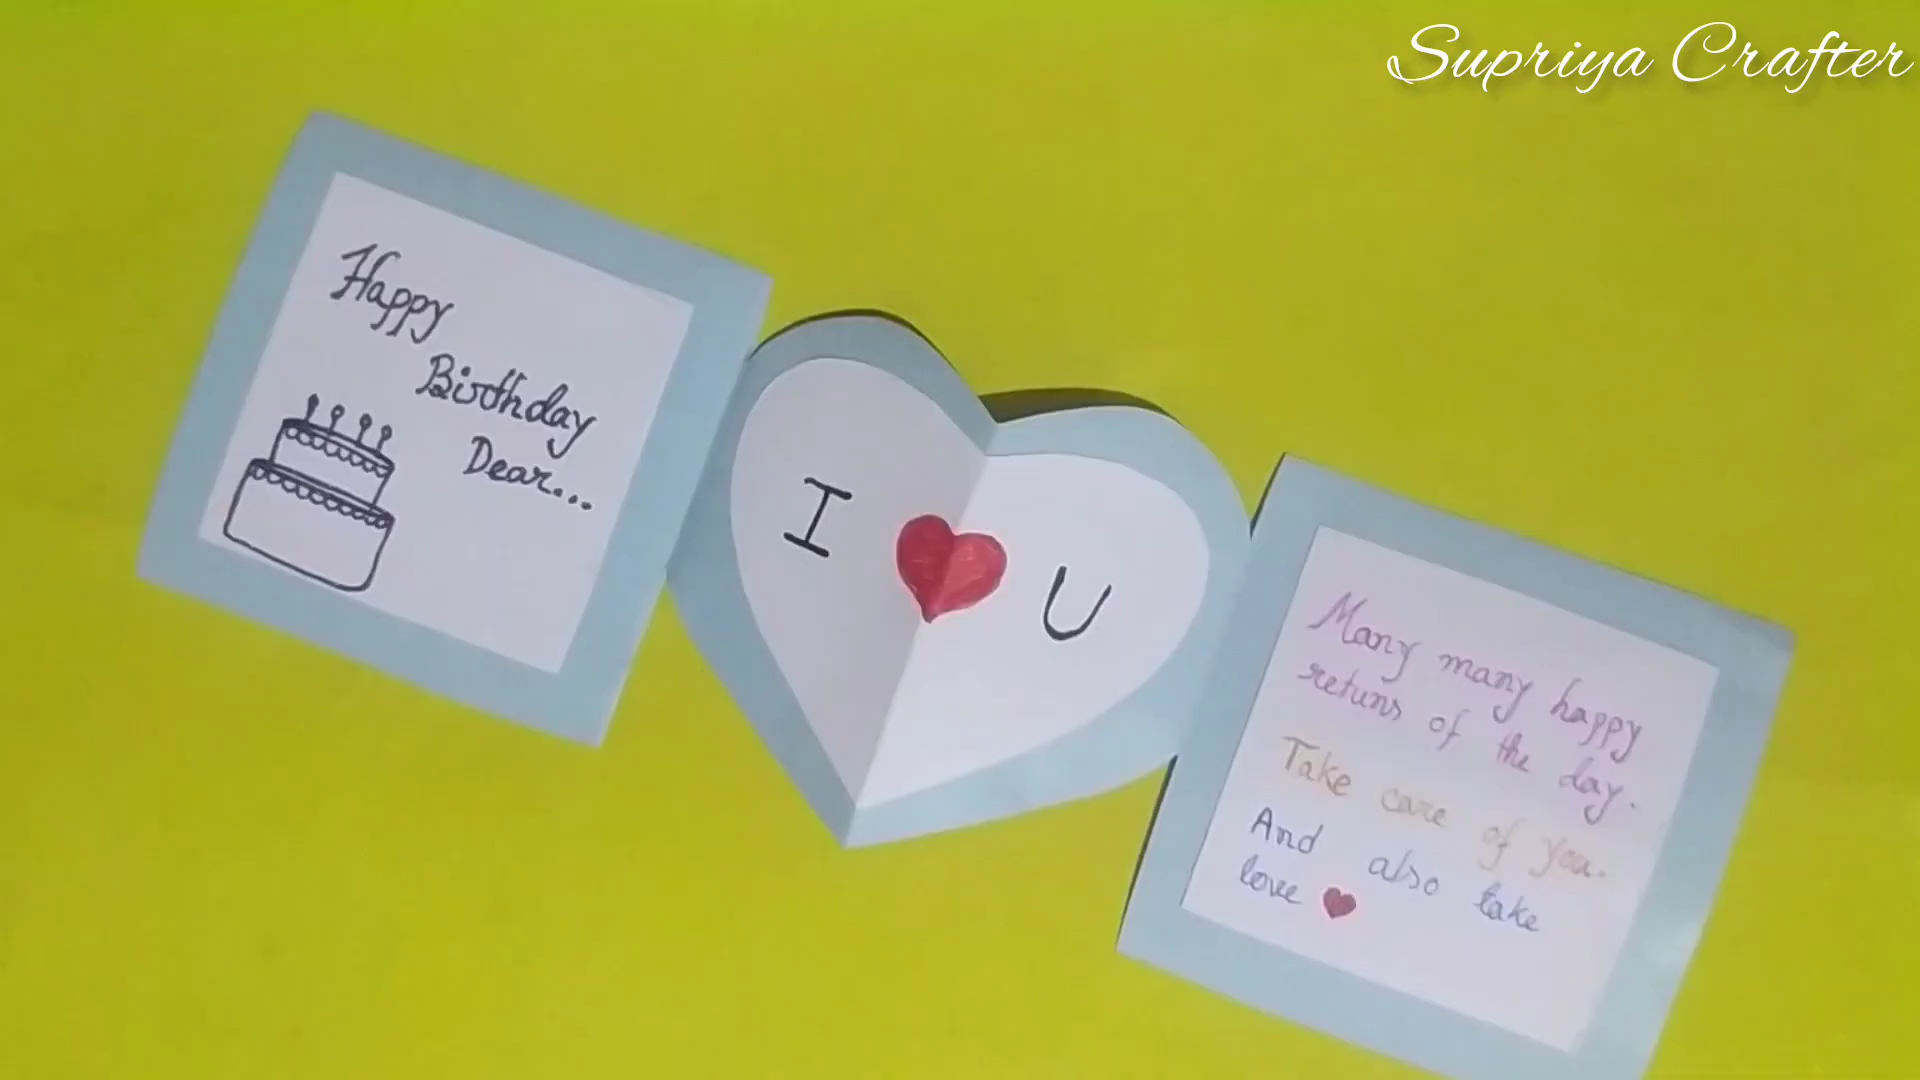 Supriya Crafter
Happy
Birthday
Dear...
I ❤ U
Many many happy
retuns of the day.
Take care of you.
And also take
love ❤